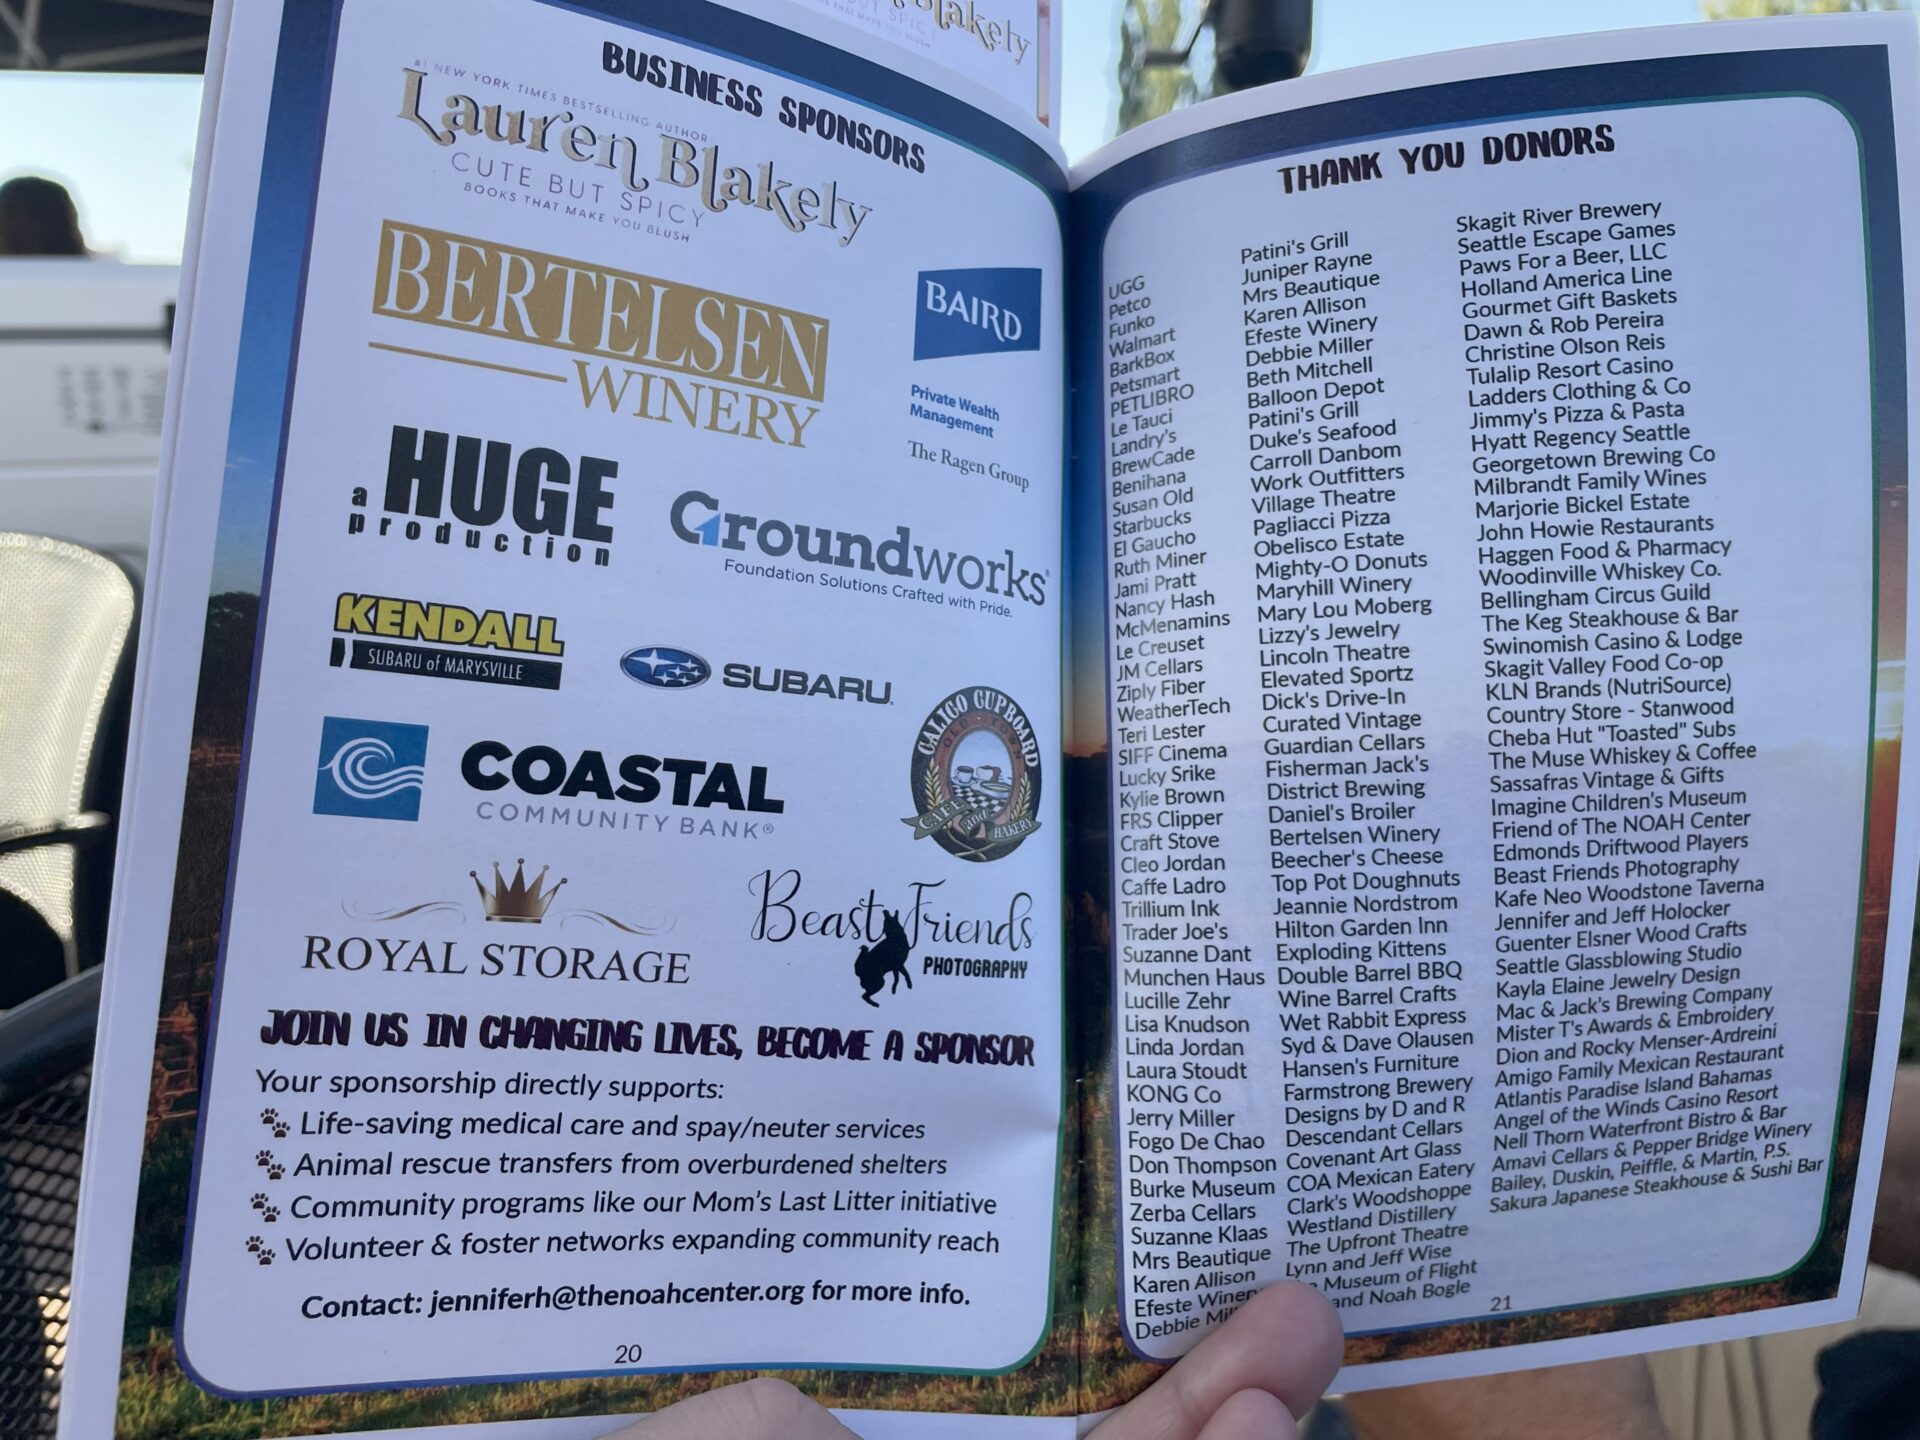 BUSINESS SPONSORS
#1 NEW YORK TIMES BESTSELLING AUTHOR
Lauren Blakely
CUTE BUT SPICY
BOOKS THAT MAKE YOU BLUSH
BERTELSEN
WINERY
BAIRD
Private Wealth
Management
The Ragen Group
a HUGE
production
Groundworks
Foundation Solutions Crafted with Pride.
KENDALL
SUBARU of MARYSVILLE
SUBARU
CALICO CUPBOARD
OLD TOWN
CAFE and BAKERY
COASTAL
COMMUNITY BANK®
ROYAL STORAGE
Beasty Friends
PHOTOGRAPHY
JOIN US IN CHANGING LIVES, BECOME A SPONSOR
Your sponsorship directly supports:
Life-saving medical care and spay/neuter services
Animal rescue transfers from overburdened shelters
Community programs like our Mom's Last Litter initiative
Volunteer & foster networks expanding community reach
Contact: jenniferh@thenoahcenter.org for more info.
20
THANK YOU DONORS
UGG
Petco
Funko
Walmart
BarkBox
Petsmart
PETLIBRO
Le Tauci
Landry's
BrewCade
Benihana
Susan Old
Starbucks
El Gaucho
Ruth Miner
Jami Pratt
Nancy Hash
McMenamins
Le Creuset
JM Cellars
Ziply Fiber
WeatherTech
Teri Lester
SIFF Cinema
Lucky Srike
Kylie Brown
FRS Clipper
Craft Stove
Cleo Jordan
Caffe Ladro
Trillium Ink
Trader Joe's
Suzanne Dant
Munchen Haus
Lucille Zehr
Lisa Knudson
Linda Jordan
Laura Stoudt
KONG Co
Jerry Miller
Fogo De Chao
Don Thompson
Burke Museum
Zerba Cellars
Suzanne Klaas
Mrs Beautique
Karen Allison
Efeste
Debbie
Patini's Grill
Juniper Rayne
Mrs Beautique
Karen Allison
Efeste Winery
Debbie Miller
Beth Mitchell
Balloon Depot
Patini's Grill
Duke's Seafood
Carroll Danbom
Work Outfitters
Village Theatre
Pagliacci Pizza
Obelisco Estate
Mighty-O Donuts
Maryhill Winery
Mary Lou Moberg
Lizzy's Jewelry
Lincoln Theatre
Elevated Sportz
Dick's Drive-In
Curated Vintage
Guardian Cellars
Fisherman Jack's
District Brewing
Daniel's Broiler
Bertelsen Winery
Beecher's Cheese
Top Pot Doughnuts
Jeannie Nordstrom
Hilton Garden Inn
Exploding Kittens
Double Barrel BBQ
Wine Barrel Crafts
Wet Rabbit Express
Syd & Dave Olausen
Hansen's Furniture
Farmstrong Brewery
Designs by D and R
Descendant Cellars
Covenant Art Glass
COA Mexican Eatery
Clark's Woodshoppe
Westland Distillery
The Upfront Theatre
Lynn and Jeff Wise
Museum of Flight
and Noah Bogle
Skagit River Brewery
Seattle Escape Games
Paws For a Beer, LLC
Holland America Line
Gourmet Gift Baskets
Dawn & Rob Pereira
Christine Olson Reis
Tulalip Resort Casino
Ladders Clothing & Co
Jimmy's Pizza & Pasta
Hyatt Regency Seattle
Georgetown Brewing Co
Milbrandt Family Wines
Marjorie Bickel Estate
John Howie Restaurants
Haggen Food & Pharmacy
Woodinville Whiskey Co.
Bellingham Circus Guild
The Keg Steakhouse & Bar
Swinomish Casino & Lodge
Skagit Valley Food Co-op
KLN Brands (NutriSource)
Country Store - Stanwood
Cheba Hut "Toasted" Subs
The Muse Whiskey & Coffee
Sassafras Vintage & Gifts
Imagine Children's Museum
Friend of The NOAH Center
Edmonds Driftwood Players
Beast Friends Photography
Kafe Neo Woodstone Taverna
Jennifer and Jeff Holocker
Guenter Elsner Wood Crafts
Seattle Glassblowing Studio
Kayla Elaine Jewelry Design
Mac & Jack's Brewing Company
Mister T's Awards & Embroidery
Dion and Rocky Menser-Ardreini
Amigo Family Mexican Restaurant
Atlantis Paradise Island Bahamas
Angel of the Winds Casino Resort
Nell Thorn Waterfront Bistro & Bar
Amavi Cellars & Pepper Bridge Winery
Bailey, Duskin, Peiffle, & Martin, P.S.
Sakura Japanese Steakhouse & Sushi Bar
21